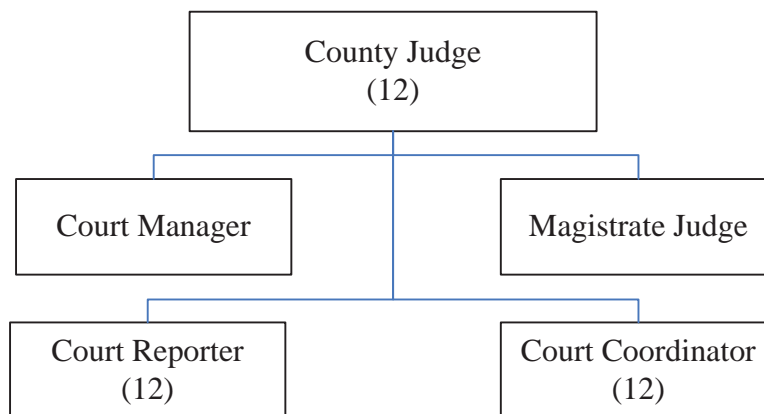 County Judge
(12)
Court Manager
Magistrate Judge
Court Reporter
(12)
Court Coordinator
(12)